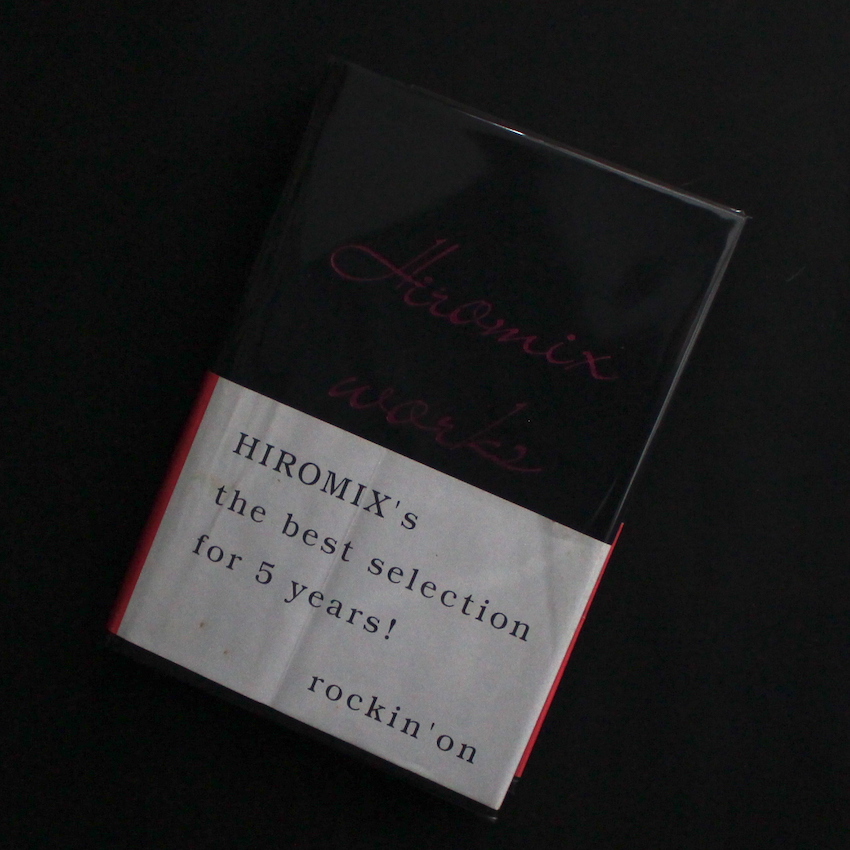 Hiromix
works
HIROMIX's
the best selection
for 5 years!
rockin'on